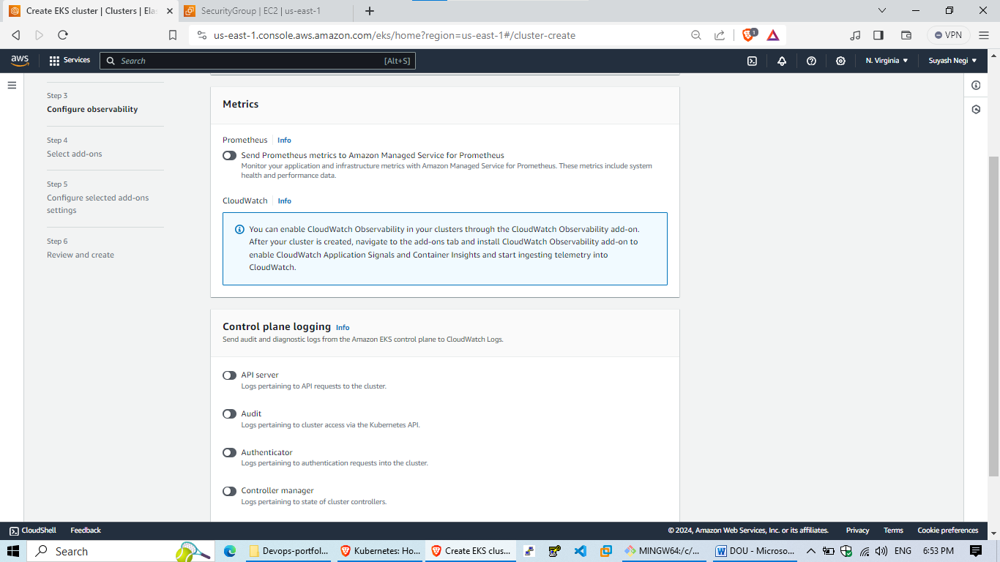 Create EKS cluster | Clusters | Elas
SecurityGroup | EC2 | us-east-1
us-east-1.console.aws.amazon.com/eks/home?region=us-east-1#/cluster-create
1
VPN
aws
Services
Search
[Alt+S]
N. Virginia
Suyash Negi
Step 3
Configure observability
Step 4
Select add-ons
Step 5
Configure selected add-ons
settings
Step 6
Review and create
Metrics
Prometheus
Info
Send Prometheus metrics to Amazon Managed Service for Prometheus
Monitor your application and infrastructure metrics with Amazon Managed Service for Prometheus. These metrics include system
health and performance data.
CloudWatch
Info
You can enable CloudWatch Observability in your clusters through the CloudWatch Observability add-on.
After your cluster is created, navigate to the add-ons tab and install CloudWatch Observability add-on to
enable CloudWatch Application Signals and Container Insights and start ingesting telemetry into
CloudWatch.
Control plane logging Info
Send audit and diagnostic logs from the Amazon EKS control plane to CloudWatch Logs.
API server
Logs pertaining to API requests to the cluster.
Audit
Logs pertaining to cluster access via the Kubernetes API.
Authenticator
Logs pertaining to authentication requests into the cluster.
Controller manager
Logs pertaining to state of cluster controllers.
CloudShell
Feedback
© 2024, Amazon Web Services, Inc. or its affiliates.
Privacy
Terms
Cookie preferences
Search
Devops-portfol...
Kubernetes: Ho...
Create EKS clus...
MINGW64:/c/...
DOU - Microso...
ENG
6:53 PM